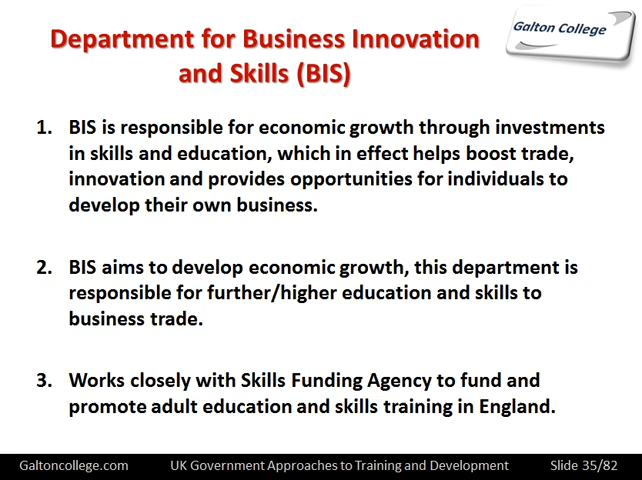 Department for Business Innovation
and Skills (BIS)
Galton College
1. BIS is responsible for economic growth through investments
in skills and education, which in effect helps boost trade,
innovation and provides opportunities for individuals to
develop their own business.
2. BIS aims to develop economic growth, this department is
responsible for further/higher education and skills to
business trade.
3. Works closely with Skills Funding Agency to fund and
promote adult education and skills training in England.
Galtoncollege.com UK Government Approaches to Training and Development Slide 35/82